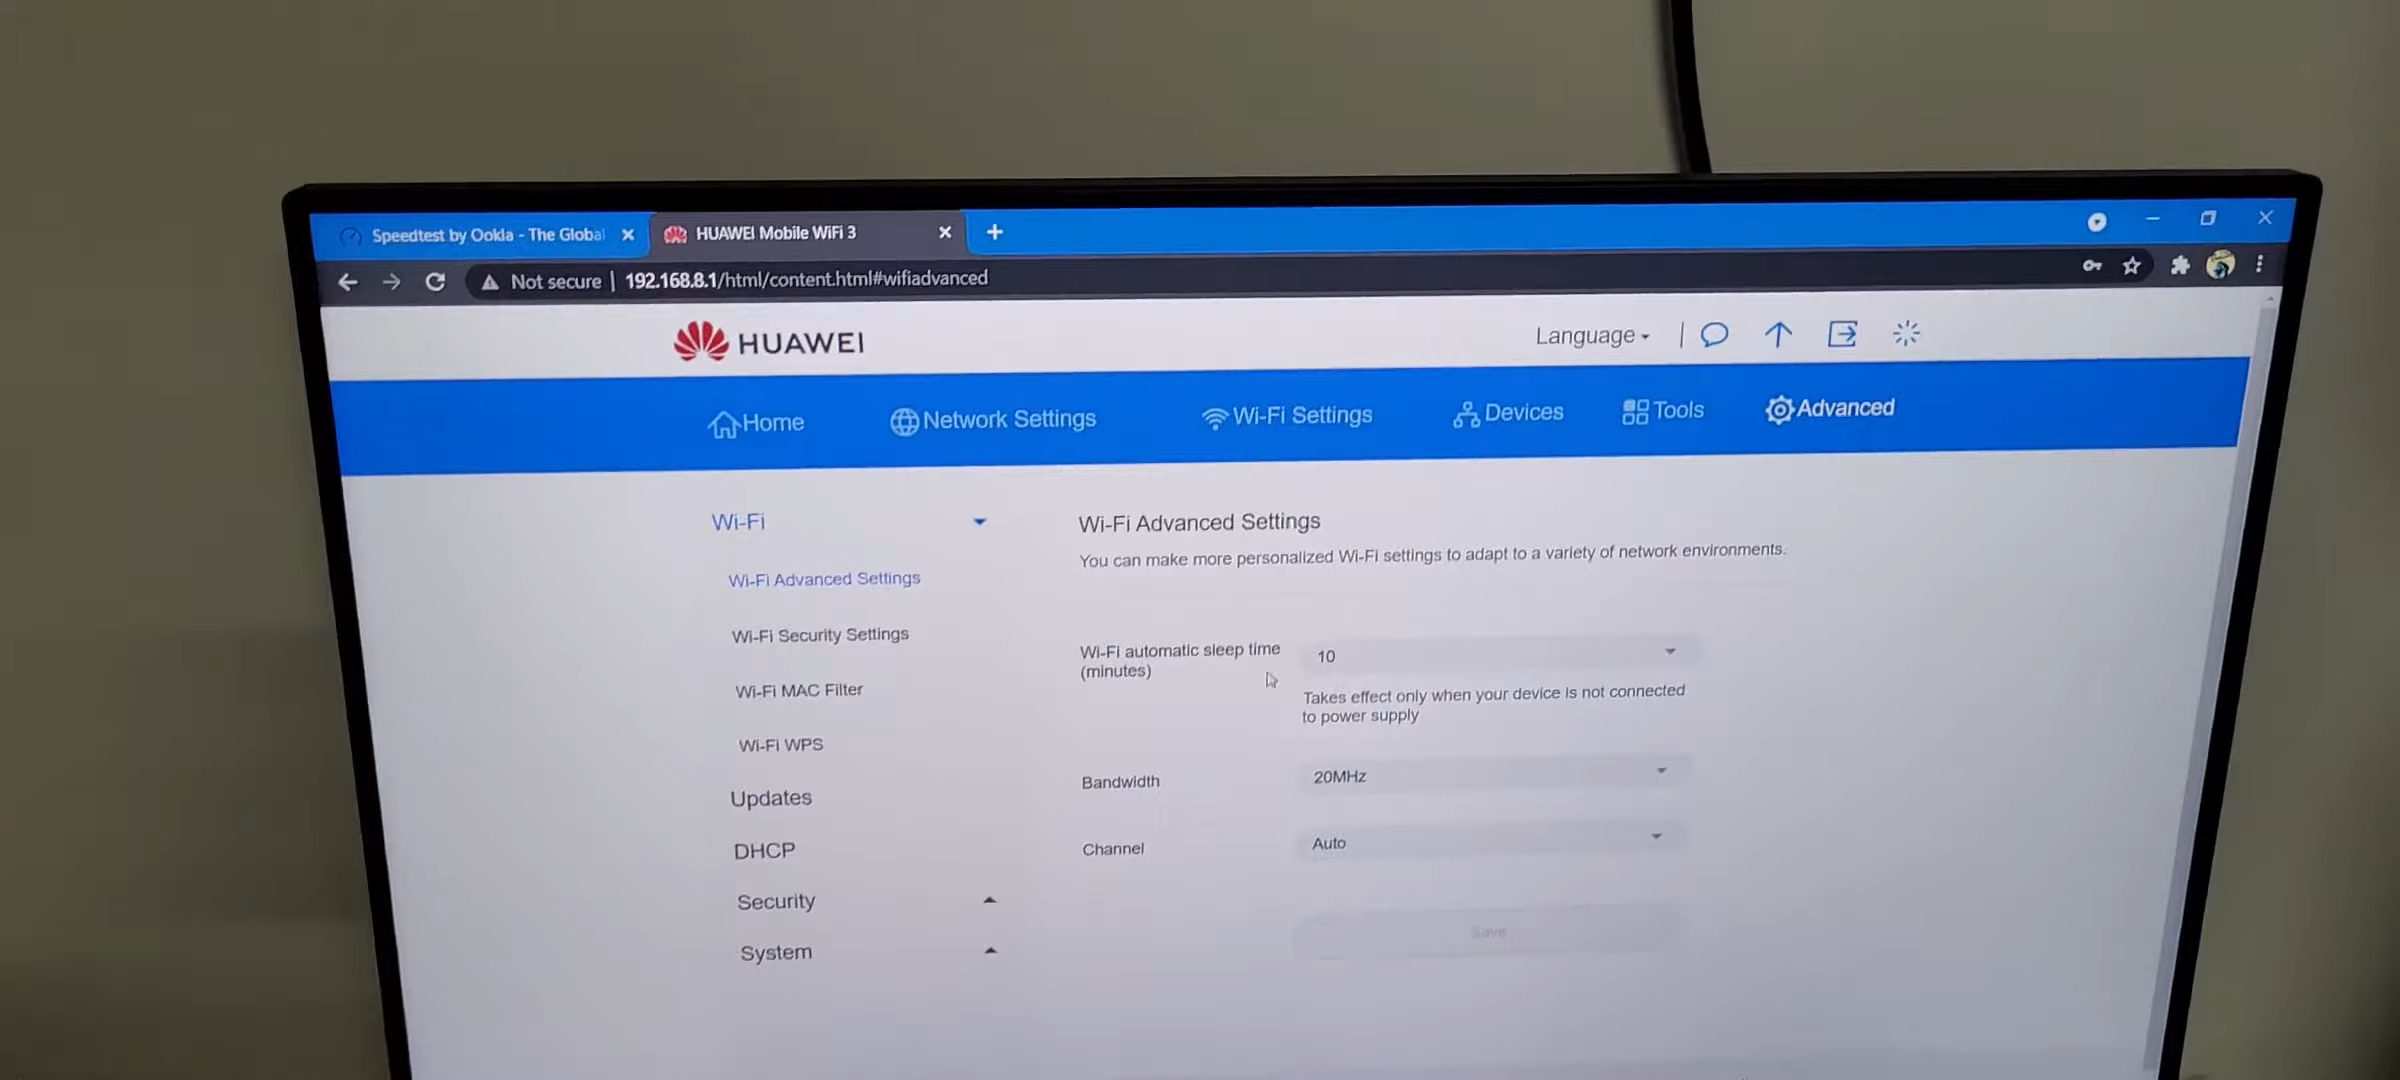 Speedtest by Ookla - The Global
HUAWEI Mobile WiFi 3
Not secure | 192.168.8.1/html/content.html#wifiadvanced
HUAWEI
Language
Home
Network Settings
Wi-Fi Settings
Devices
Tools
Advanced
Wi-Fi
Wi-Fi Advanced Settings
Wi-Fi Security Settings
Wi-Fi MAC Filter
Wi-Fi WPS
Updates
DHCP
Security
System
Wi-Fi Advanced Settings
You can make more personalized Wi-Fi settings to adapt to a variety of network environments.
Wi-Fi automatic sleep time
(minutes)
10
Takes effect only when your device is not connected
to power supply
Bandwidth
20MHz
Channel
Auto
Save